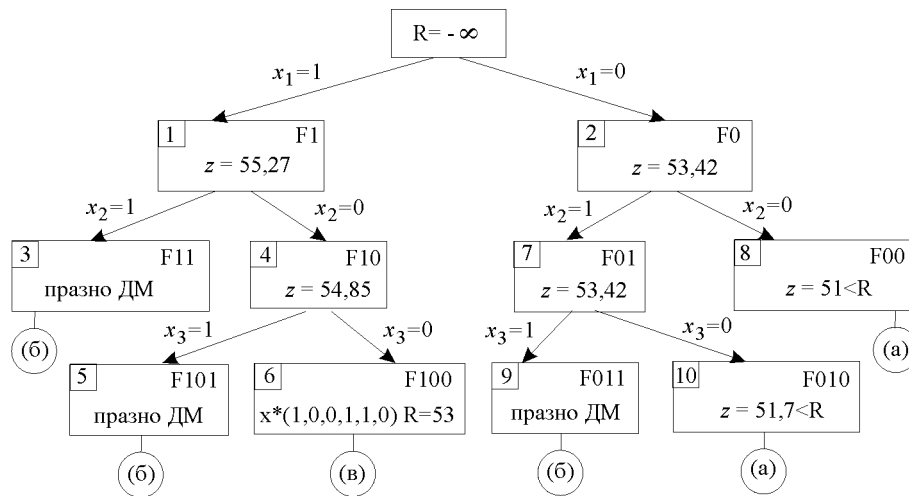 R= - ∞
x₁=1
x₁=0
1
F1
z = 55,27
2
F0
z = 53,42
x₂=1
x₂=0
x₂=1
x₂=0
3
F11
празно ДМ
4
F10
z = 54,85
7
F01
z = 53,42
8
F00
z = 51<R
x₃=1
x₃=0
x₃=1
x₃=0
(б)
(а)
5
F101
празно ДМ
6
F100
x*(1,0,0,1,1,0) R=53
9
F011
празно ДМ
10
F010
z = 51,7<R
(б)
(в)
(б)
(а)